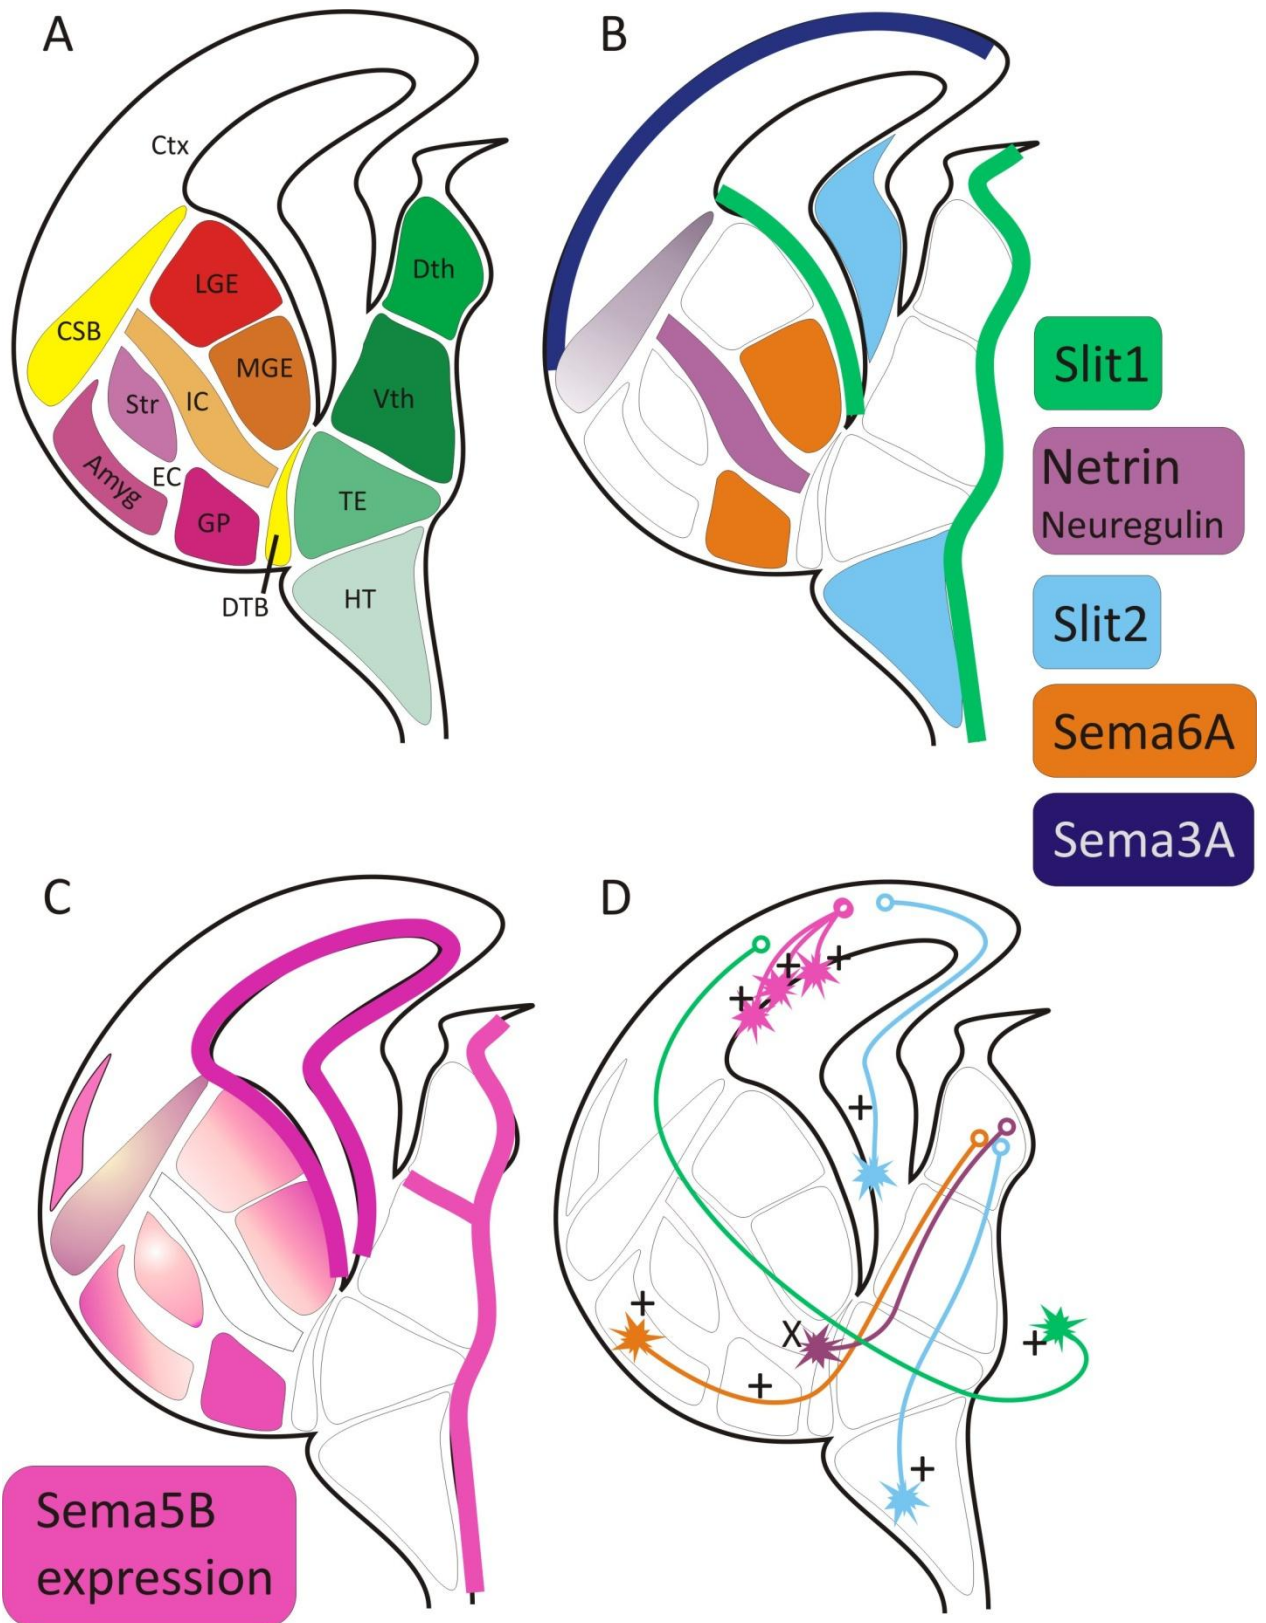 A
Ctx
LGE
Dth
CSB
MGE
Str
IC
Vth
Amyg
EC
GP
TE
DTB
HT
B
Slit1
Netrin
Neuregulin
Slit2
Sema6A
Sema3A
C
Sema5B
expression
D
+
+
+
+
+
X
+
+
+